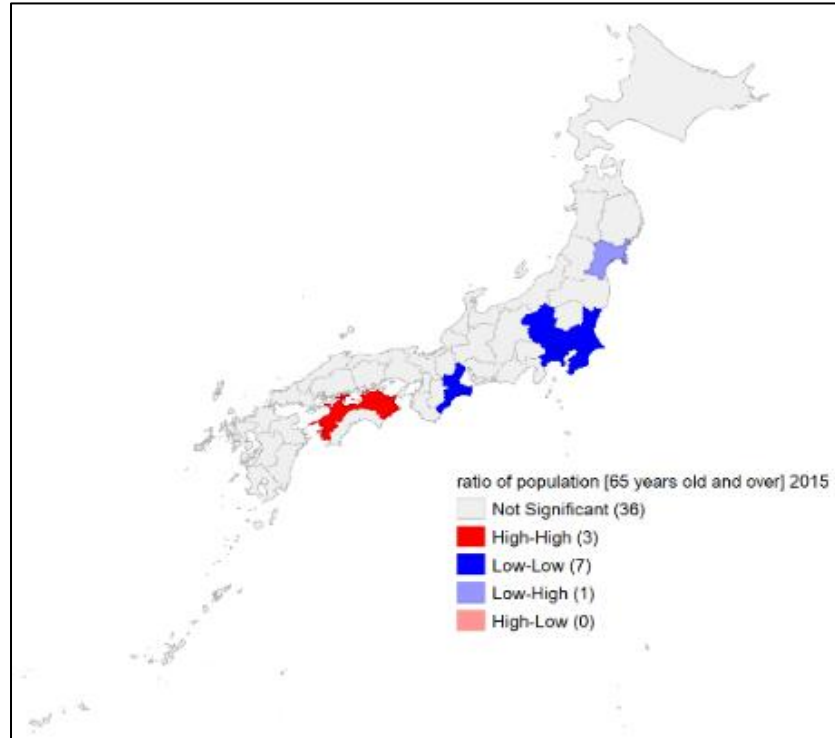 ratio of population [65 years old and over] 2015
Not Significant (36)
High-High (3)
Low-Low (7)
Low-High (1)
High-Low (0)